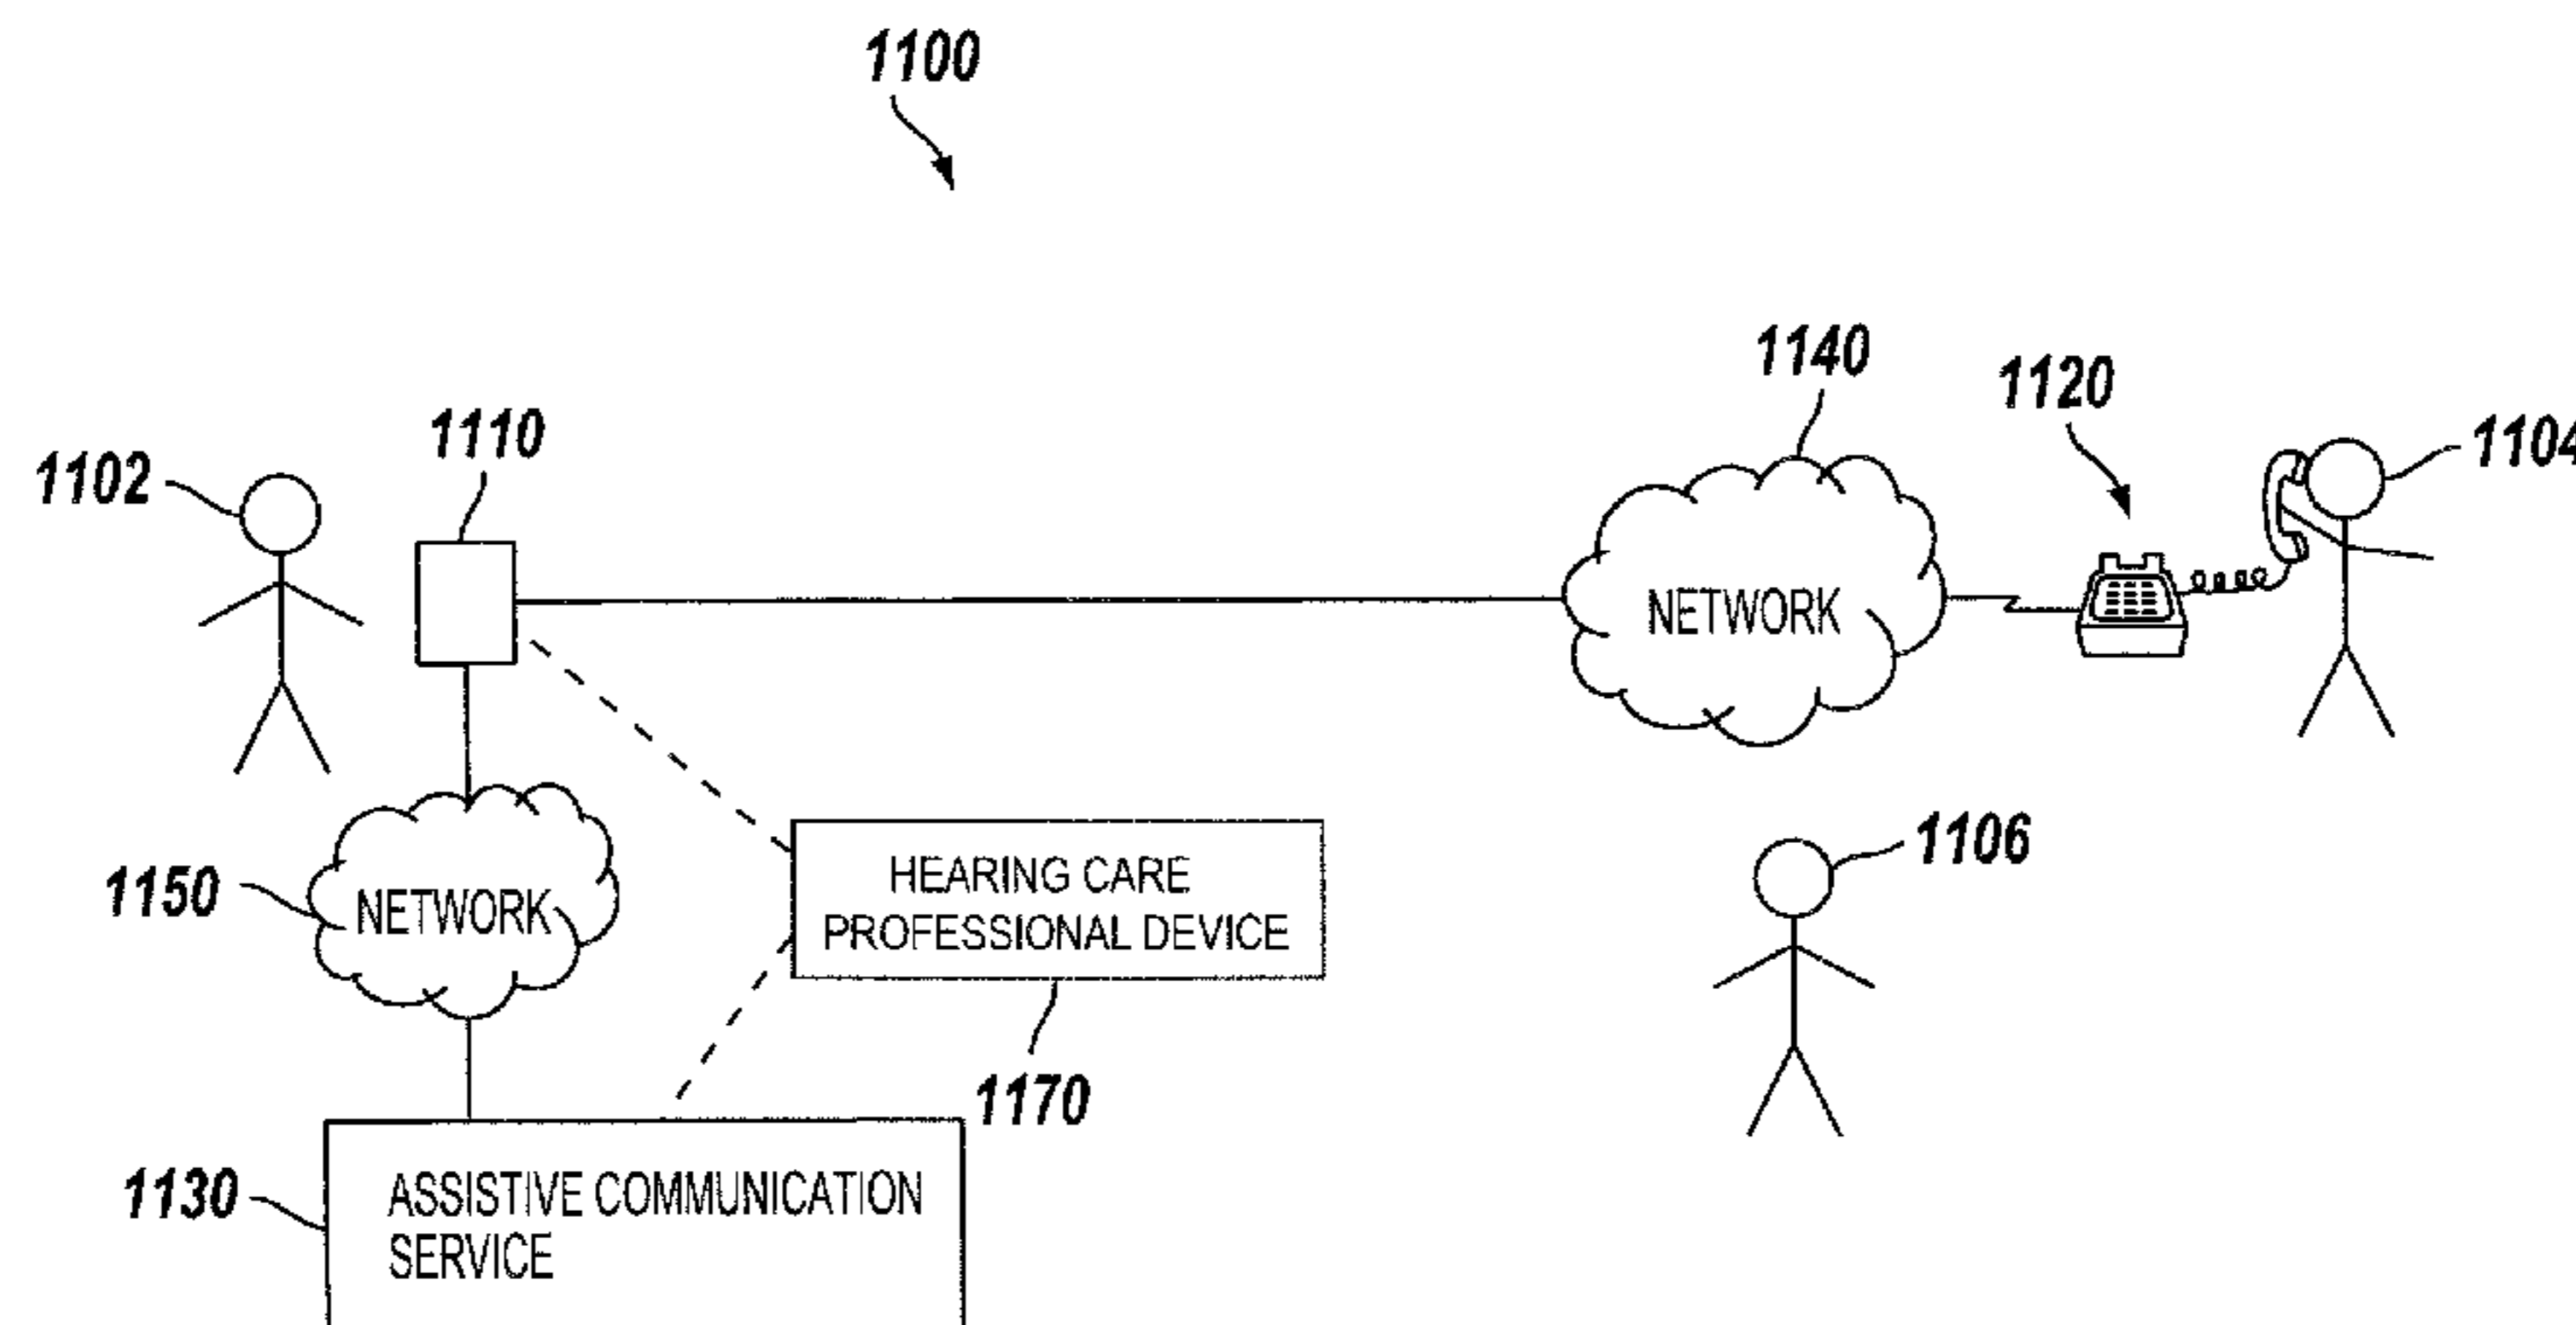 1100
1140
1120
1104
1110
1102
NETWORK
1106
1150
NETWORK
HEARING CARE
PROFESSIONAL DEVICE
1170
1130
ASSISTIVE COMMUNICATION
SERVICE